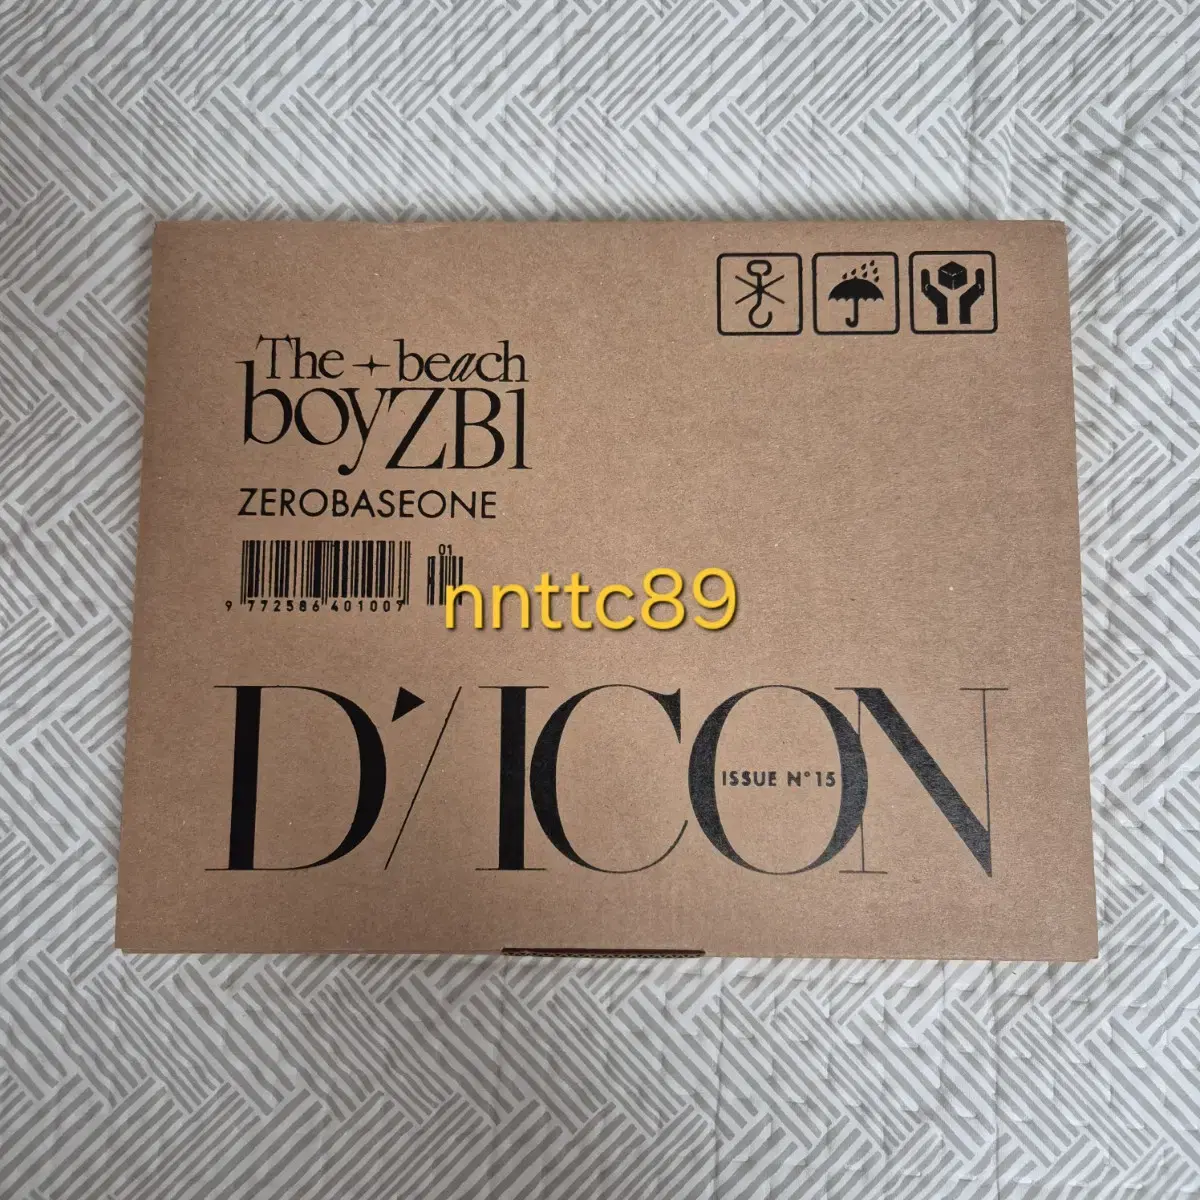 The beach
boyZB1
ZEROBASEONE
01
9 772586 401007
nnttc89
D'/ICON
ISSUE N°15